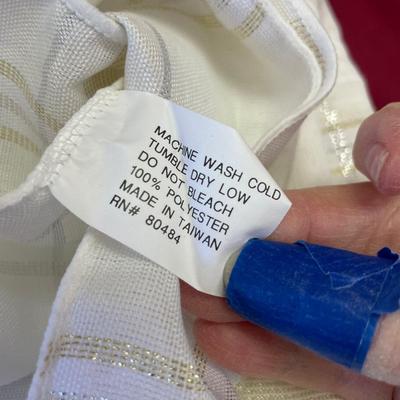 MACHINE WASH COLD
TUMBLE DRY LOW
DO NOT BLEACH
100% POLYESTER
MADE IN TAIWAN
RN# 80484